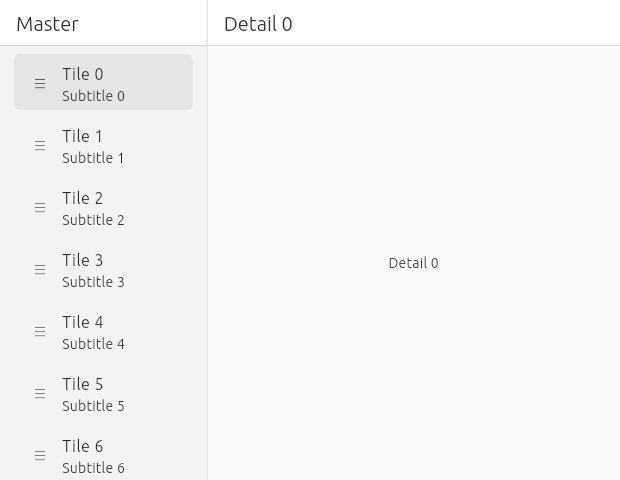 Master
Tile 0
Subtitle 0
Tile 1
Subtitle 1
Tile 2
Subtitle 2
Tile 3
Subtitle 3
Tile 4
Subtitle 4
Tile 5
Subtitle 5
Tile 6
Subtitle 6
Detail 0
Detail 0